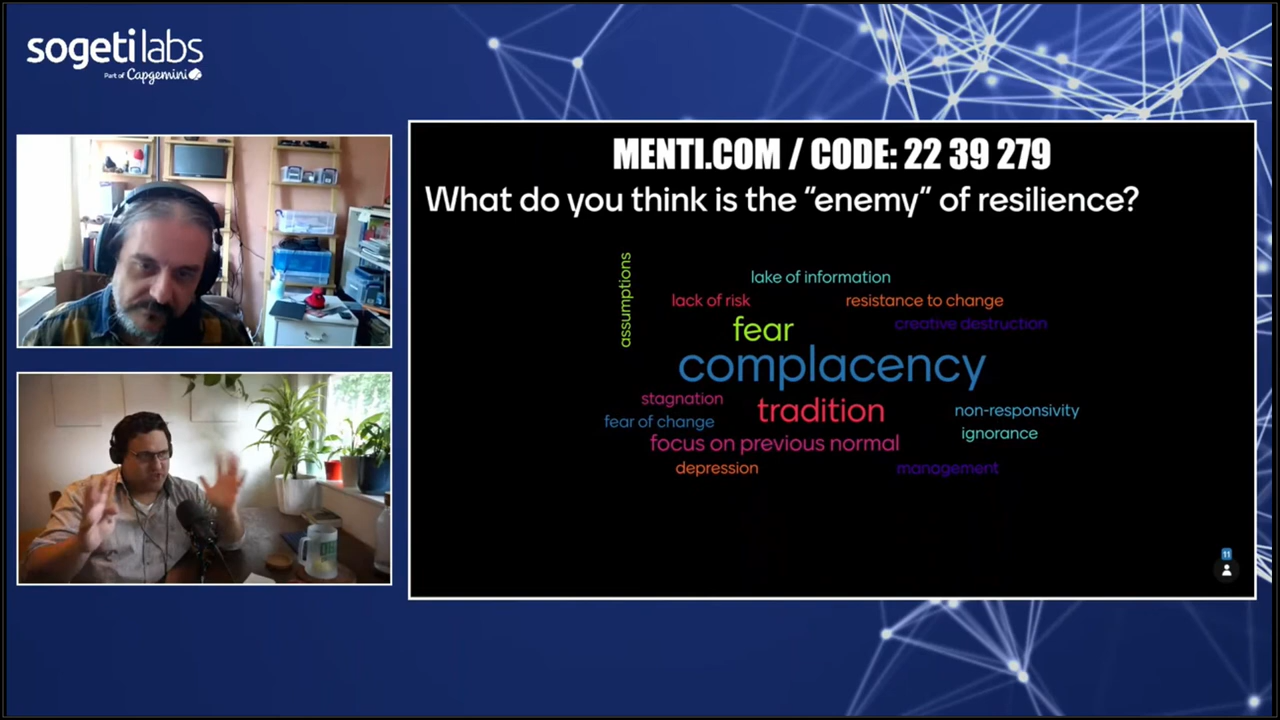 sogetilabs
Part of Capgemini
MENTI.COM / CODE: 22 39 279
What do you think is the "enemy" of resilience?
assumptions
lake of information
lack of risk
resistance to change
fear
creative destruction
complacency
stagnation
tradition
non-responsivity
fear of change
ignorance
focus on previous normal
depression
management
11